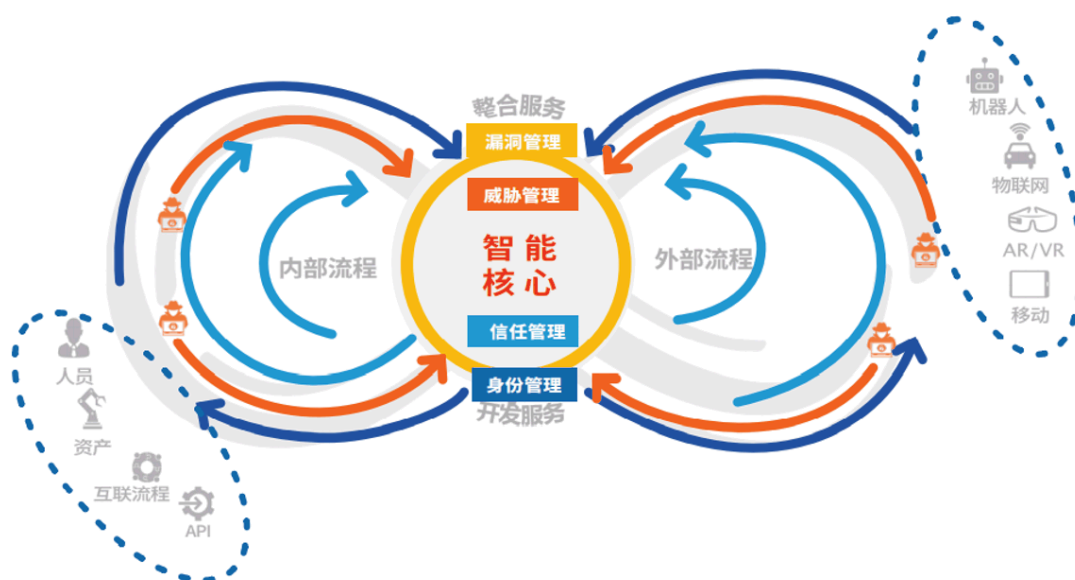 整合服务
漏洞管理
威胁管理
智能
核心
信任管理
身份管理
开发服务
内部流程
外部流程
人员
资产
互联流程
API
机器人
物联网
AR/VR
移动